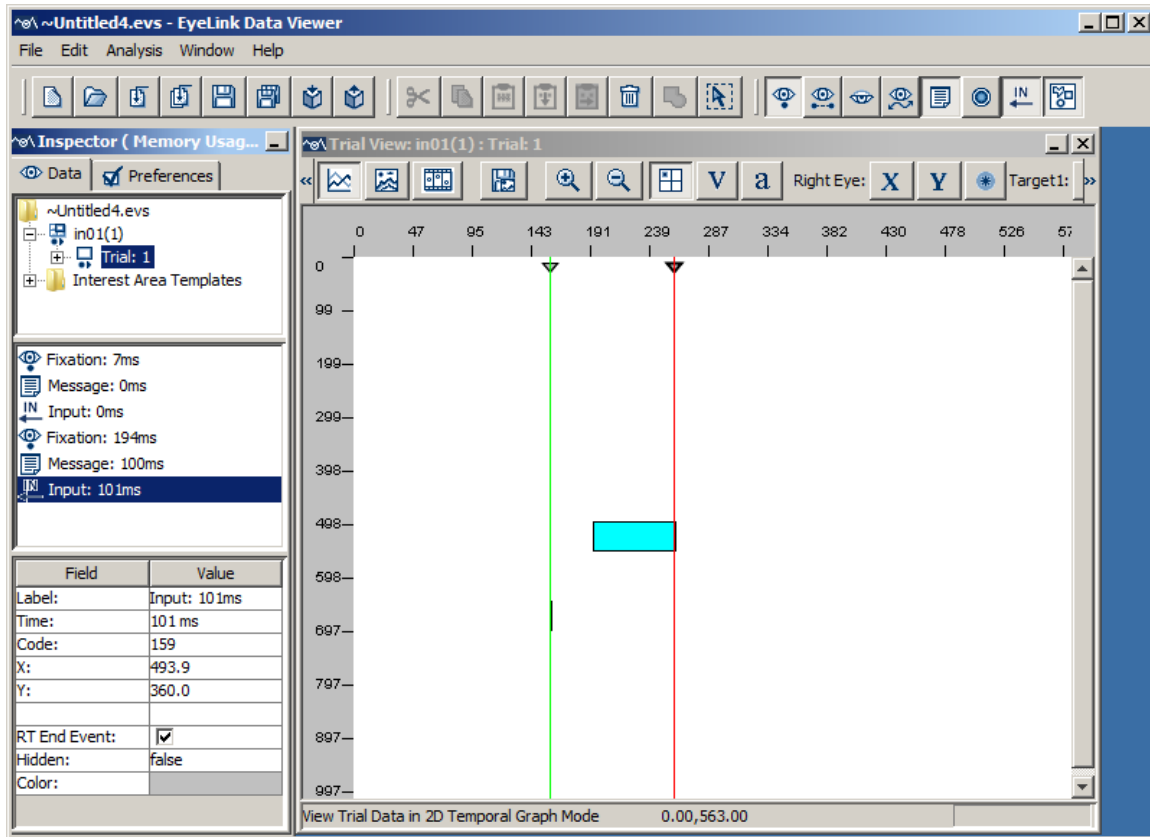 ~Untitled4.evs - EyeLink Data Viewer
File Edit Analysis Window Help
IN
Inspector ( Memory Usag...
Data Preferences
~Untitled4.evs
in01(1)
Trial: 1
Interest Area Templates
Fixation: 7ms
Message: 0ms
IN Input: 0ms
Fixation: 194ms
Message: 100ms
IN Input: 101ms
Field Value
Label: Input: 101ms
Time: 101 ms
Code: 159
X: 493.9
Y: 360.0
RT End Event:
Hidden: false
Color:
Trial View: in01(1) : Trial: 1
« V a Right Eye: X Y Target1: »
0 47 95 143 191 239 287 334 382 430 478 526 57
0
99
199
299
398
498
598
697
797
897
997
View Trial Data in 2D Temporal Graph Mode 0.00,563.00